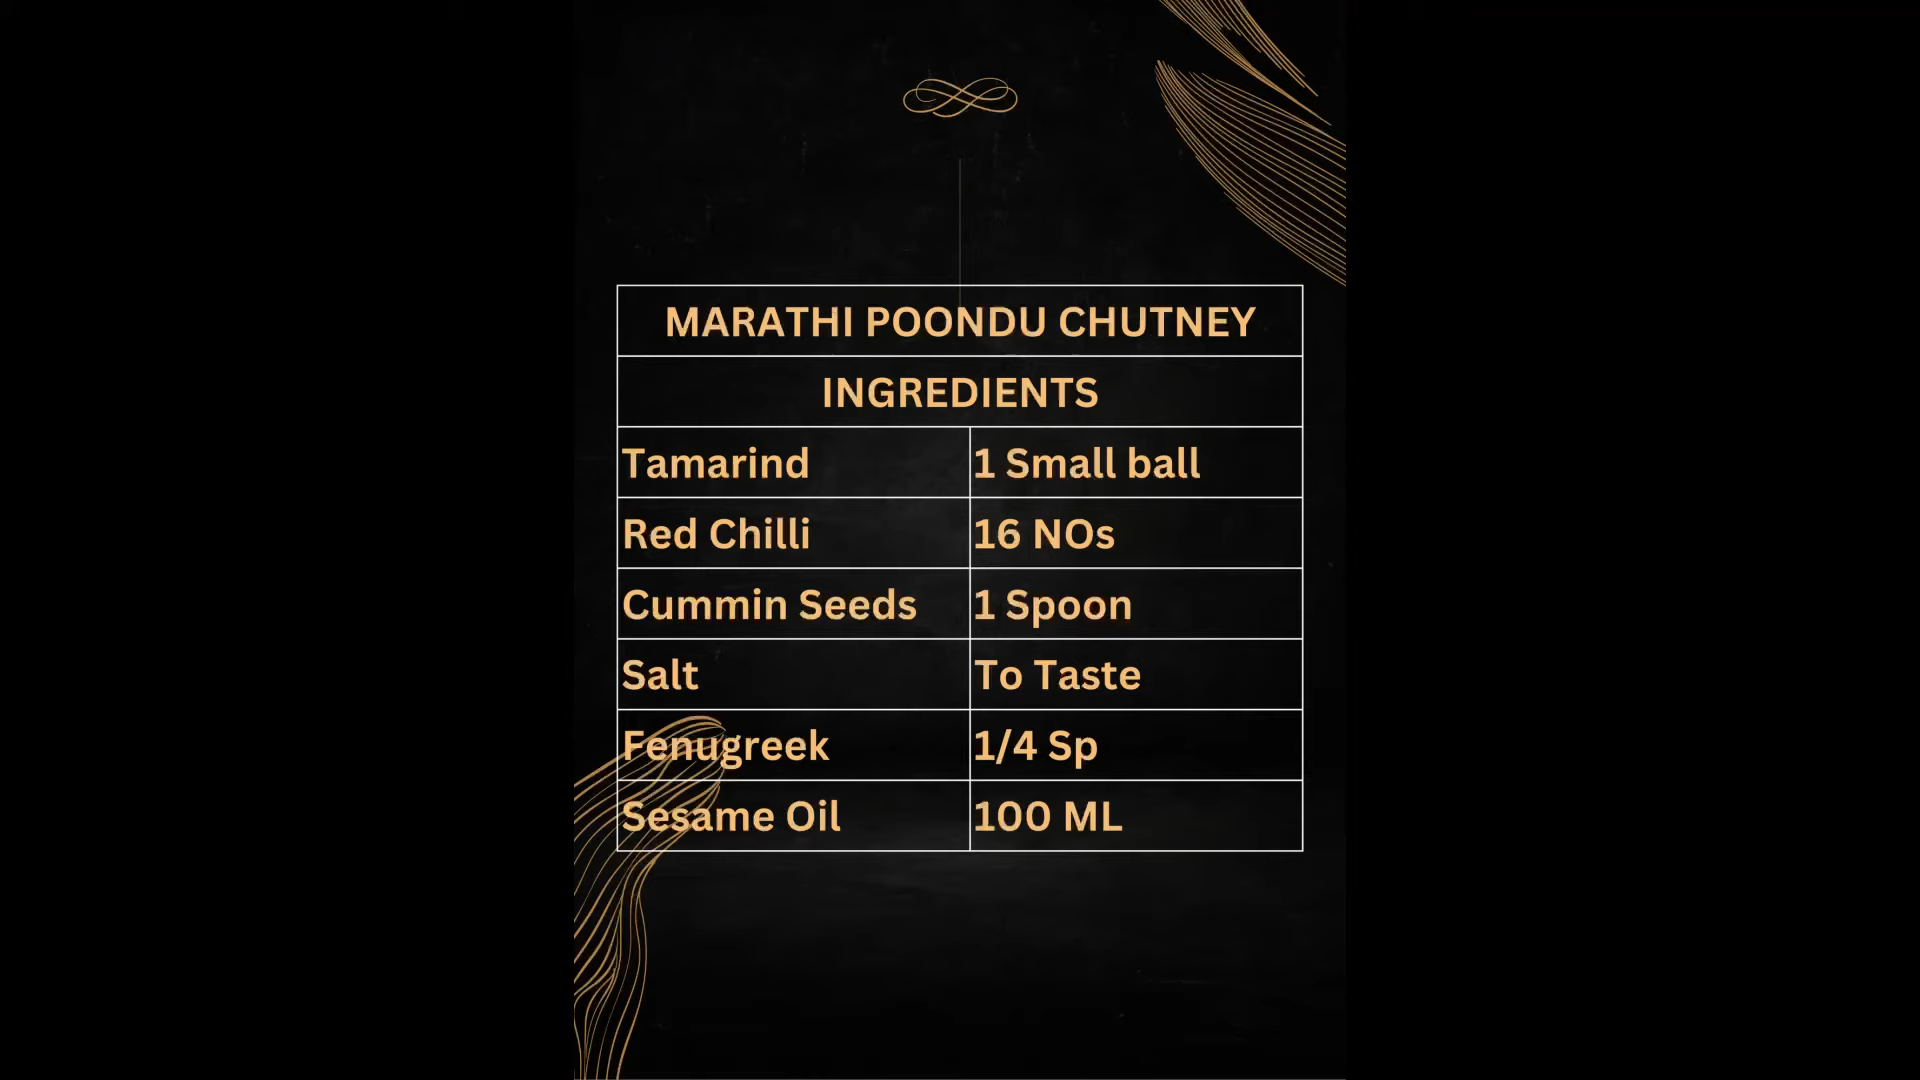 MARATHI POONDU CHUTNEY
INGREDIENTS
Tamarind 1 Small ball
Red Chilli 16 NOs
Cummin Seeds 1 Spoon
Salt To Taste
Fenugreek 1/4 Sp
Sesame Oil 100 ML